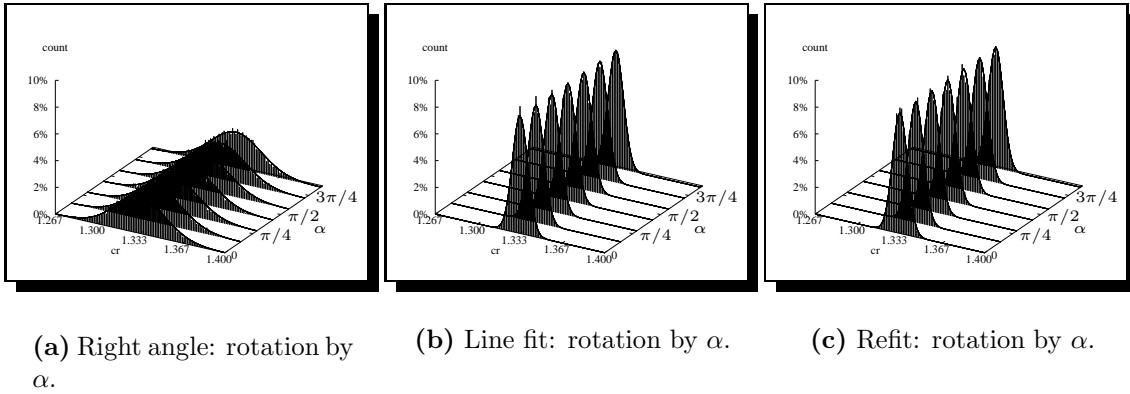 count
10%
8%
6%
4%
2%
0%
1.267
1.300
1.333
1.367
1.400
cr
0
π/4
π/2
3π/4
α
count
10%
8%
6%
4%
2%
0%
1.267
1.300
1.333
1.367
1.400
cr
0
π/4
π/2
3π/4
α
count
10%
8%
6%
4%
2%
0%
1.267
1.300
1.333
1.367
1.400
cr
0
π/4
π/2
3π/4
α
(a) Right angle: rotation by
α.
(b) Line fit: rotation by α.
(c) Refit: rotation by α.